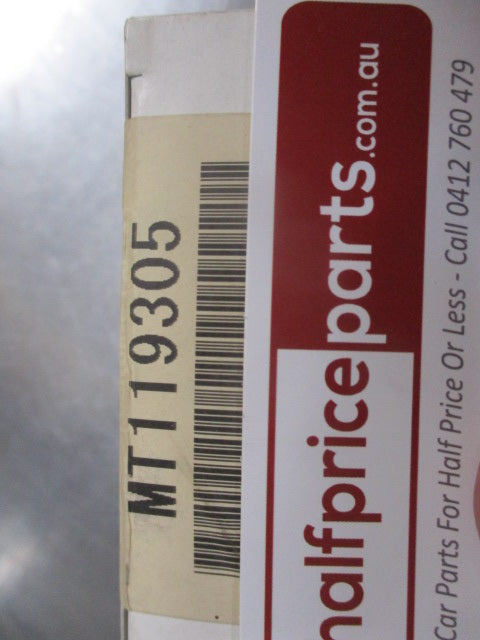 MT119305
halfpriceparts.com.au
Car Parts For Half Price Or Less - Call 0412 760 479